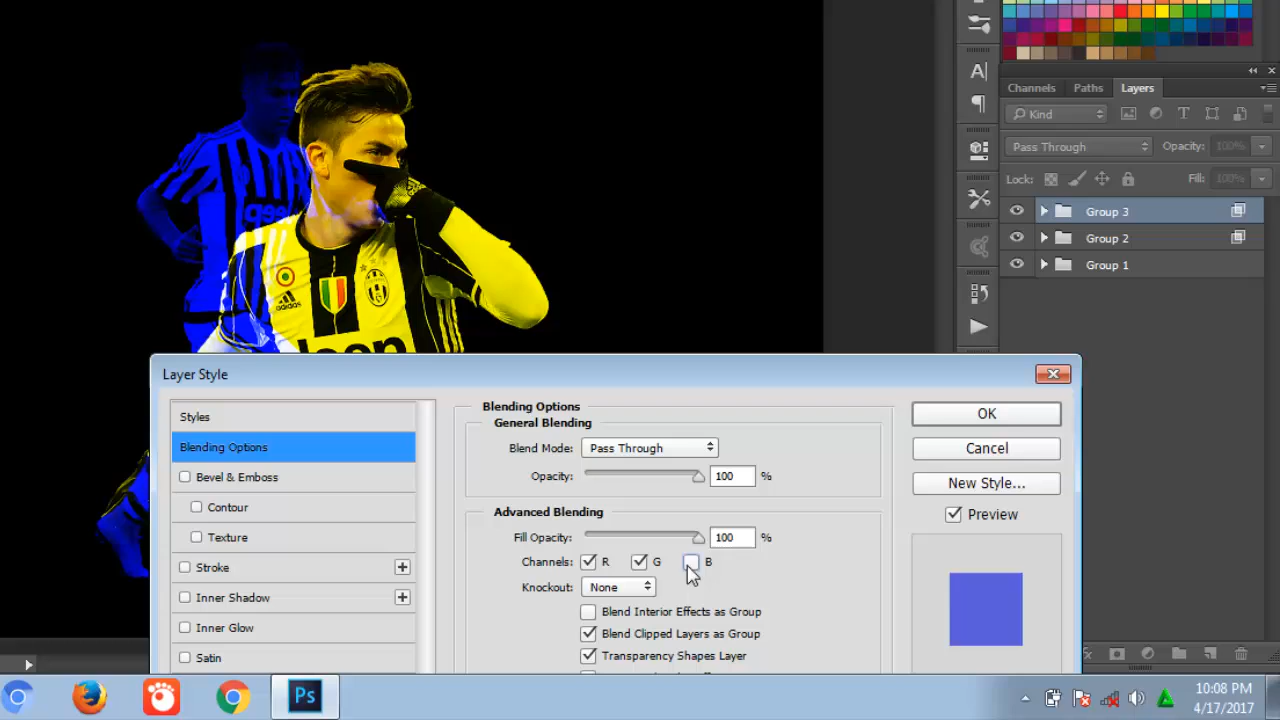 Channels Paths Layers
Kind
Pass Through Opacity: 100%
Lock: Fill: 100%
Group 3
Group 2
Group 1
adidas
jeep
Layer Style
Styles
Blending Options
Bevel & Emboss
Contour
Texture
Stroke
Inner Shadow
Inner Glow
Satin
Blending Options
General Blending
Blend Mode: Pass Through
Opacity: 100 %
Advanced Blending
Fill Opacity: 100 %
Channels: R G B
Knockout: None
Blend Interior Effects as Group
Blend Clipped Layers as Group
Transparency Shapes Layer
OK
Cancel
New Style...
Preview
Ps
10:08 PM
4/17/2017